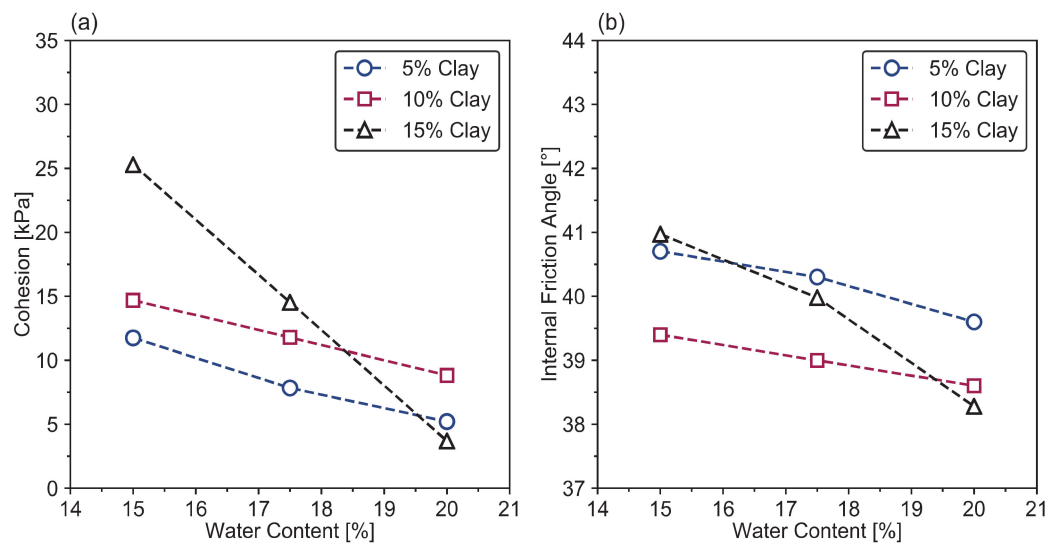 (a)
35
30
25
20
15
10
5
0
Cohesion [kPa]
14 15 16 17 18 19 20 21
Water Content [%]
5% Clay
10% Clay
15% Clay
(b)
44
43
42
41
40
39
38
37
Internal Friction Angle [°]
14 15 16 17 18 19 20 21
Water Content [%]
5% Clay
10% Clay
15% Clay